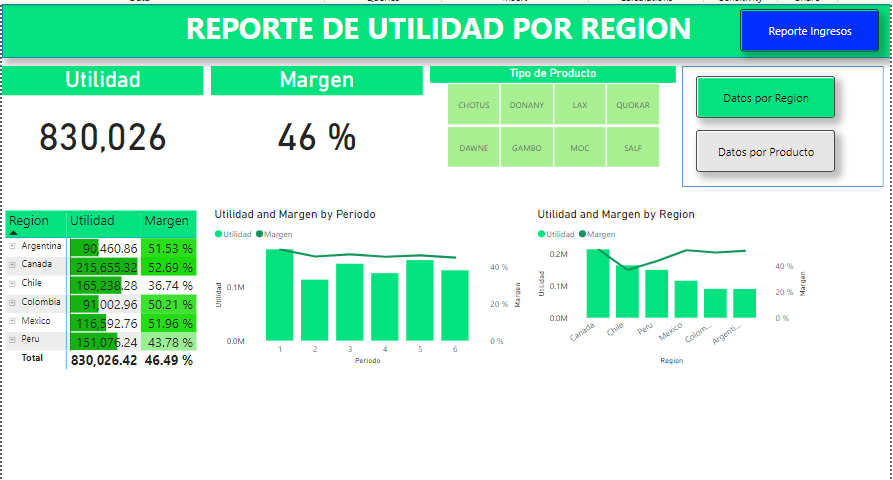 REPORTE DE UTILIDAD POR REGION
Reporte Ingresos
Utilidad
Margen
Tipo de Producto
830,026
46 %
CHOTUS DONANY LAX QUOKAR
DAWNE GAMBO MOC SALF
Datos por Region
Datos por Producto
Region Utilidad Margen
Argentina 90,460.86 51.53 %
Canada 215,655.32 52.69 %
Chile 165,238.28 36.74 %
Colombia 91,002.96 50.21 %
Mexico 116,592.76 51.96 %
Peru 151,076.24 43.78 %
Total 830,026.42 46.49 %
Utilidad and Margen by Periodo
Utilidad Margen
Utilidad
0.1M
0.0M
40 %
20 %
0 %
Margen
1 2 3 4 5 6
Periodo
Utilidad and Margen by Region
Utilidad Margen
Utilidad
0.2M
0.1M
0.0M
40 %
20 %
0 %
Margen
Canada Chile Peru Mexico Colom... Argenti...
Region